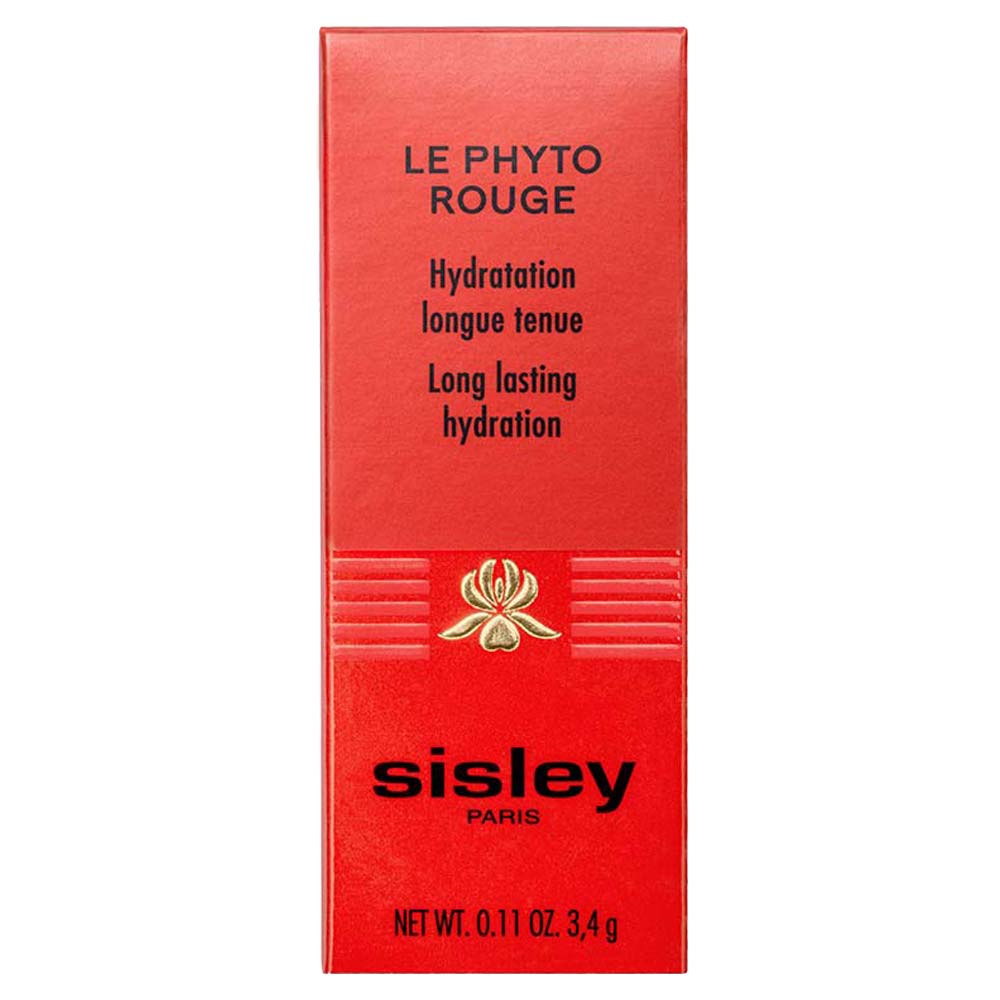 LE PHYTO
ROUGE
Hydratation
longue tenue
Long lasting
hydration
sisley
PARIS
NET WT. 0.11 OZ. 3,4 g